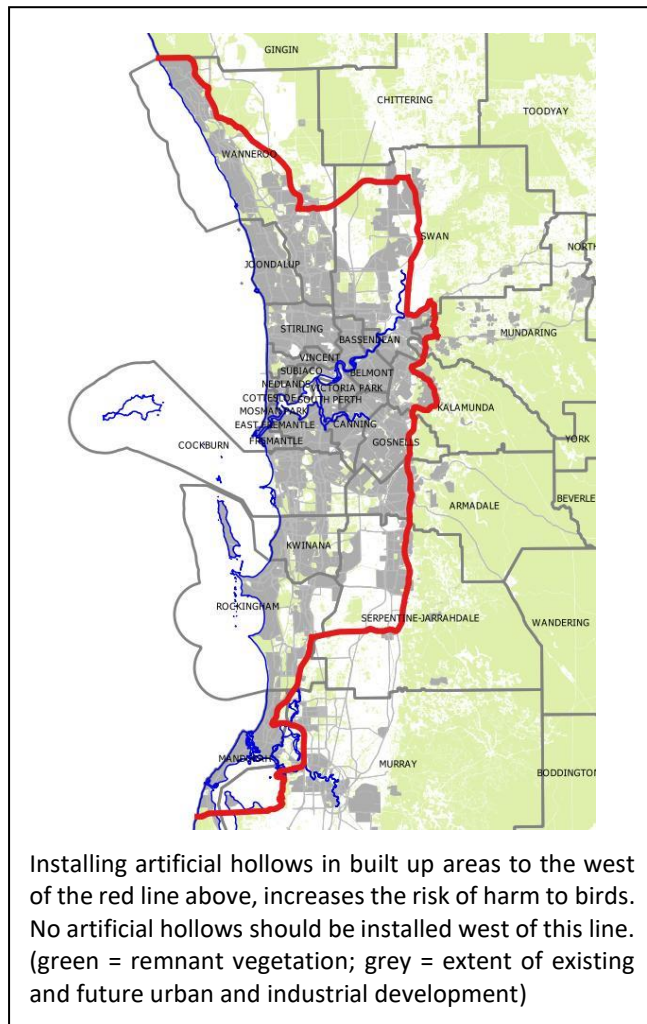 GINGIN
CHITTERING
TOODYAY
WANNEROO
SWAN
NORTH
JOONDALUP
STIRLING
BASSENDEAN
MUNDARING
VINCENT
SUBIACO
BELMONT
NEDLANDS
VICTORIA PARK
COTTESLOE
SOUTH PERTH
MOSMAN PARK
KALAMUNDA
EAST FREMANTLE
CANNING
FREMANTLE
GOSNELLS
COCKBURN
YORK
BEVERLE
ARMADALE
KWINANA
ROCKINGHAM
SERPENTINE-JARRAHDALE
WANDERING
MANDURAH
MURRAY
BODDINGTON
Installing artificial hollows in built up areas to the west
of the red line above, increases the risk of harm to birds.
No artificial hollows should be installed west of this line.
(green = remnant vegetation; grey = extent of existing
and future urban and industrial development)